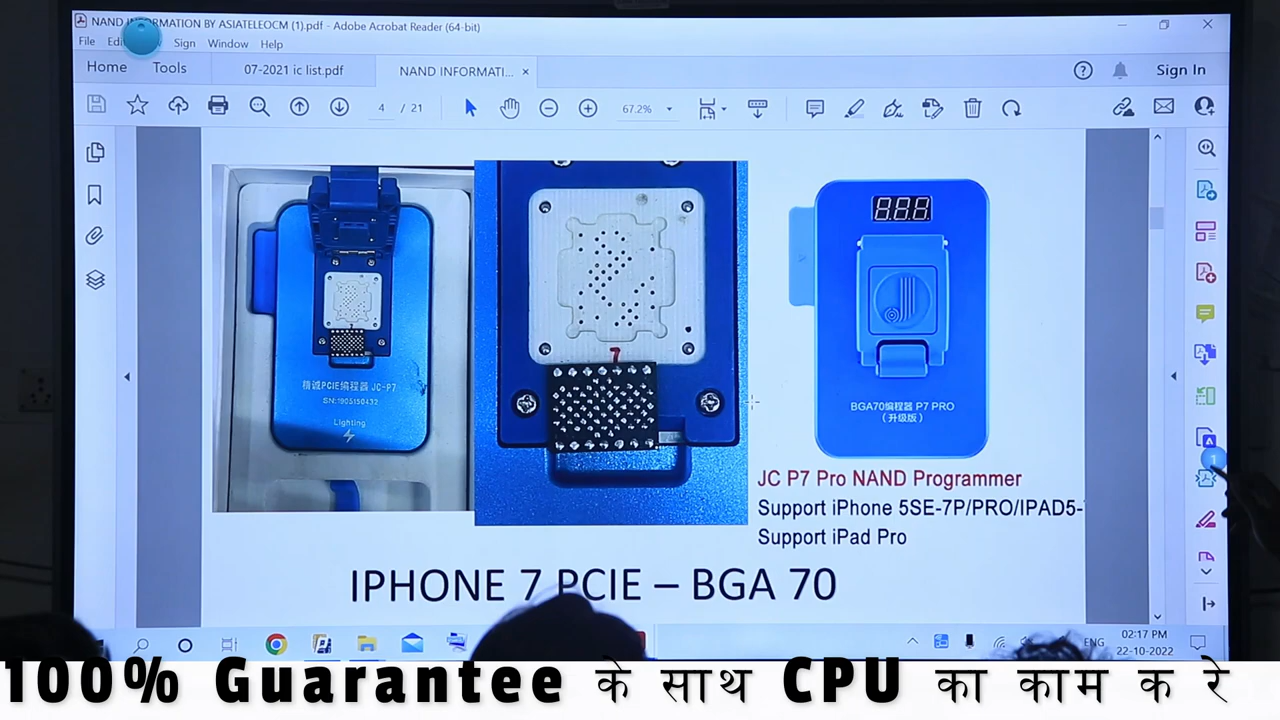 NAND INFORMATION BY ASIATELEOCM (1).pdf - Adobe Acrobat Reader (64-bit)
File Sign Window Help
Home Tools 07-2021 ic list.pdf NAND INFORMATI... × Sign In
4 / 21 67.2%
精诚PCIE编程器 JC-P7
SN:1905150432
Lighting
7
BGA70编程器 P7 PRO
(升级版)
JC P7 Pro NAND Programmer
Support iPhone 5SE-7P/PRO/IPAD5-
Support iPad Pro
IPHONE 7 PCIE – BGA 70
ENG 02:17 PM
22-10-2022
1
100% Guarantee के साथ CPU का काम क रे